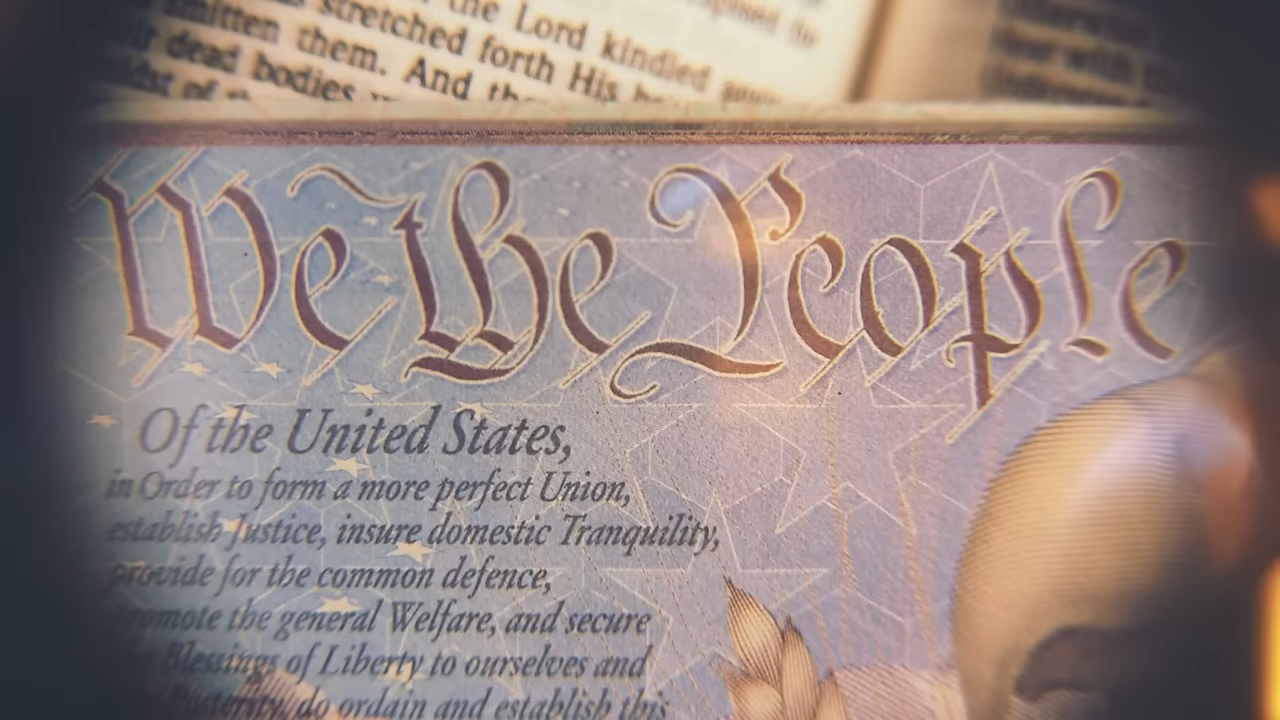 the Lord kindled
stretched forth His
smitten them. And
dead bodies
We the People
Of the United States,
in Order to form a more perfect Union,
establish Justice, insure domestic Tranquility,
provide for the common defence,
promote the general Welfare, and secure
Blessings of Liberty to ourselves and
Posterity, do ordain and establish this